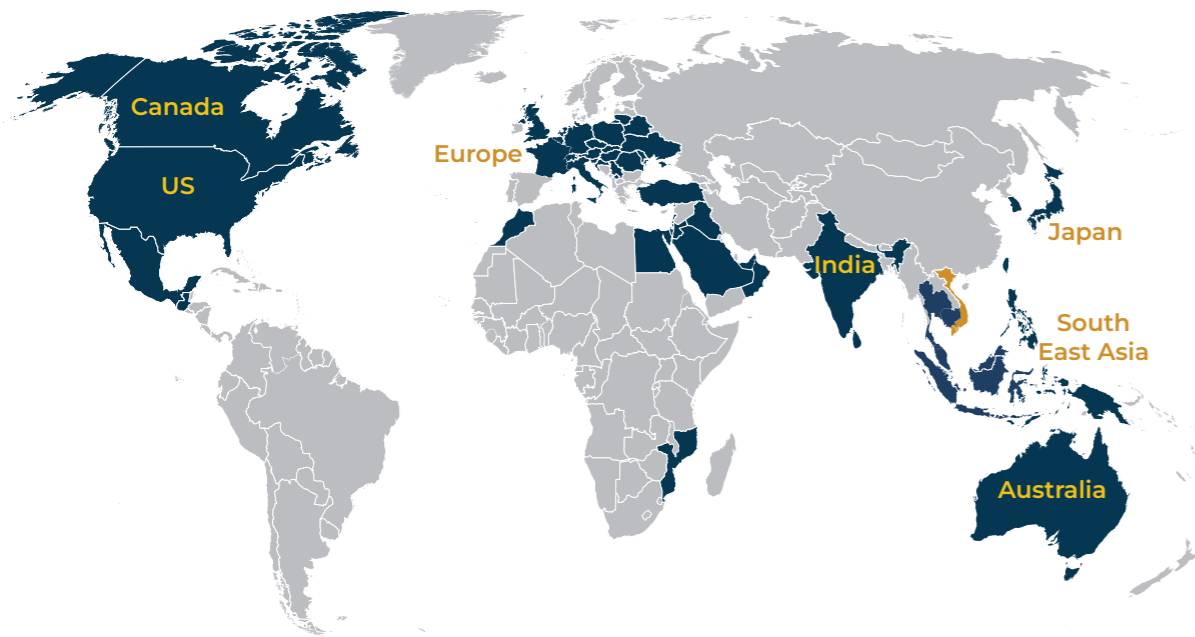 Canada
Europe
US
Japan
India
South
East Asia
Australia